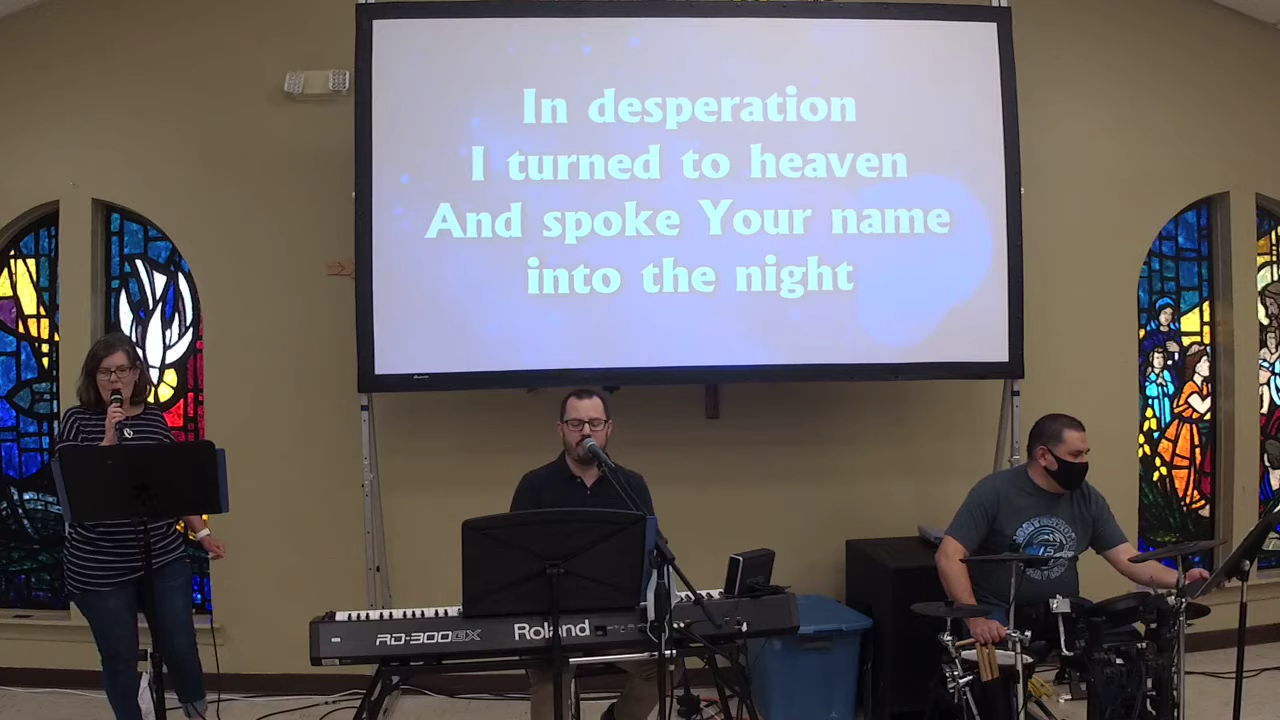 In desperation
I turned to heaven
And spoke Your name
into the night
RD-300GX
Roland